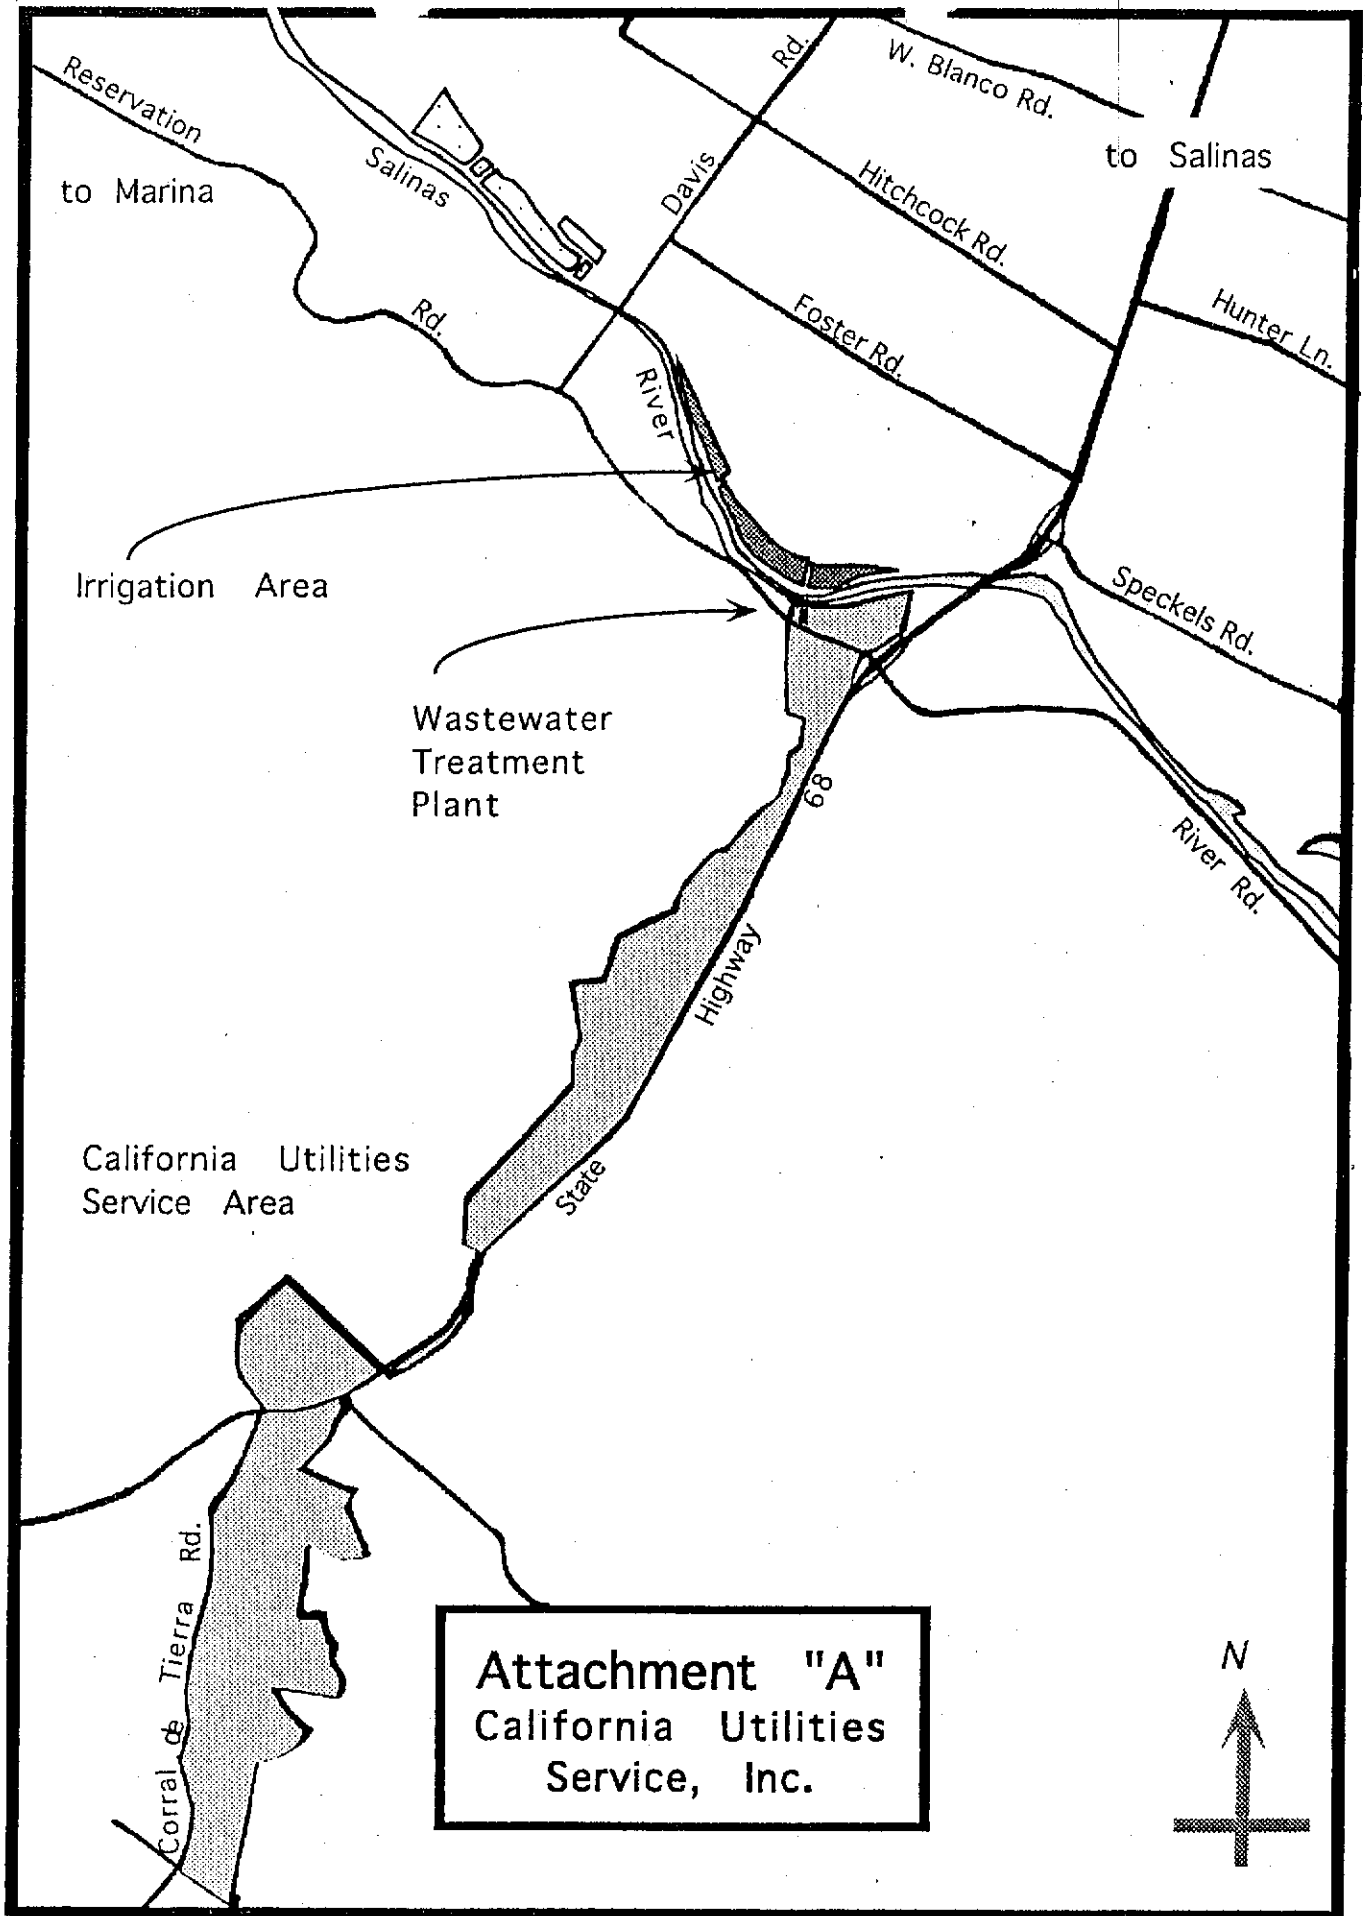 Reservation
Rd.
to Marina
Salinas
River
Davis
Rd.
W. Blanco Rd.
to Salinas
Hitchcock Rd.
Foster Rd.
Hunter Ln.
Speckels Rd.
River Rd.
Irrigation Area
Wastewater
Treatment
Plant
State
Highway
68
California Utilities
Service Area
Corral de Tierra Rd.
Attachment "A"
California Utilities
Service, Inc.
N